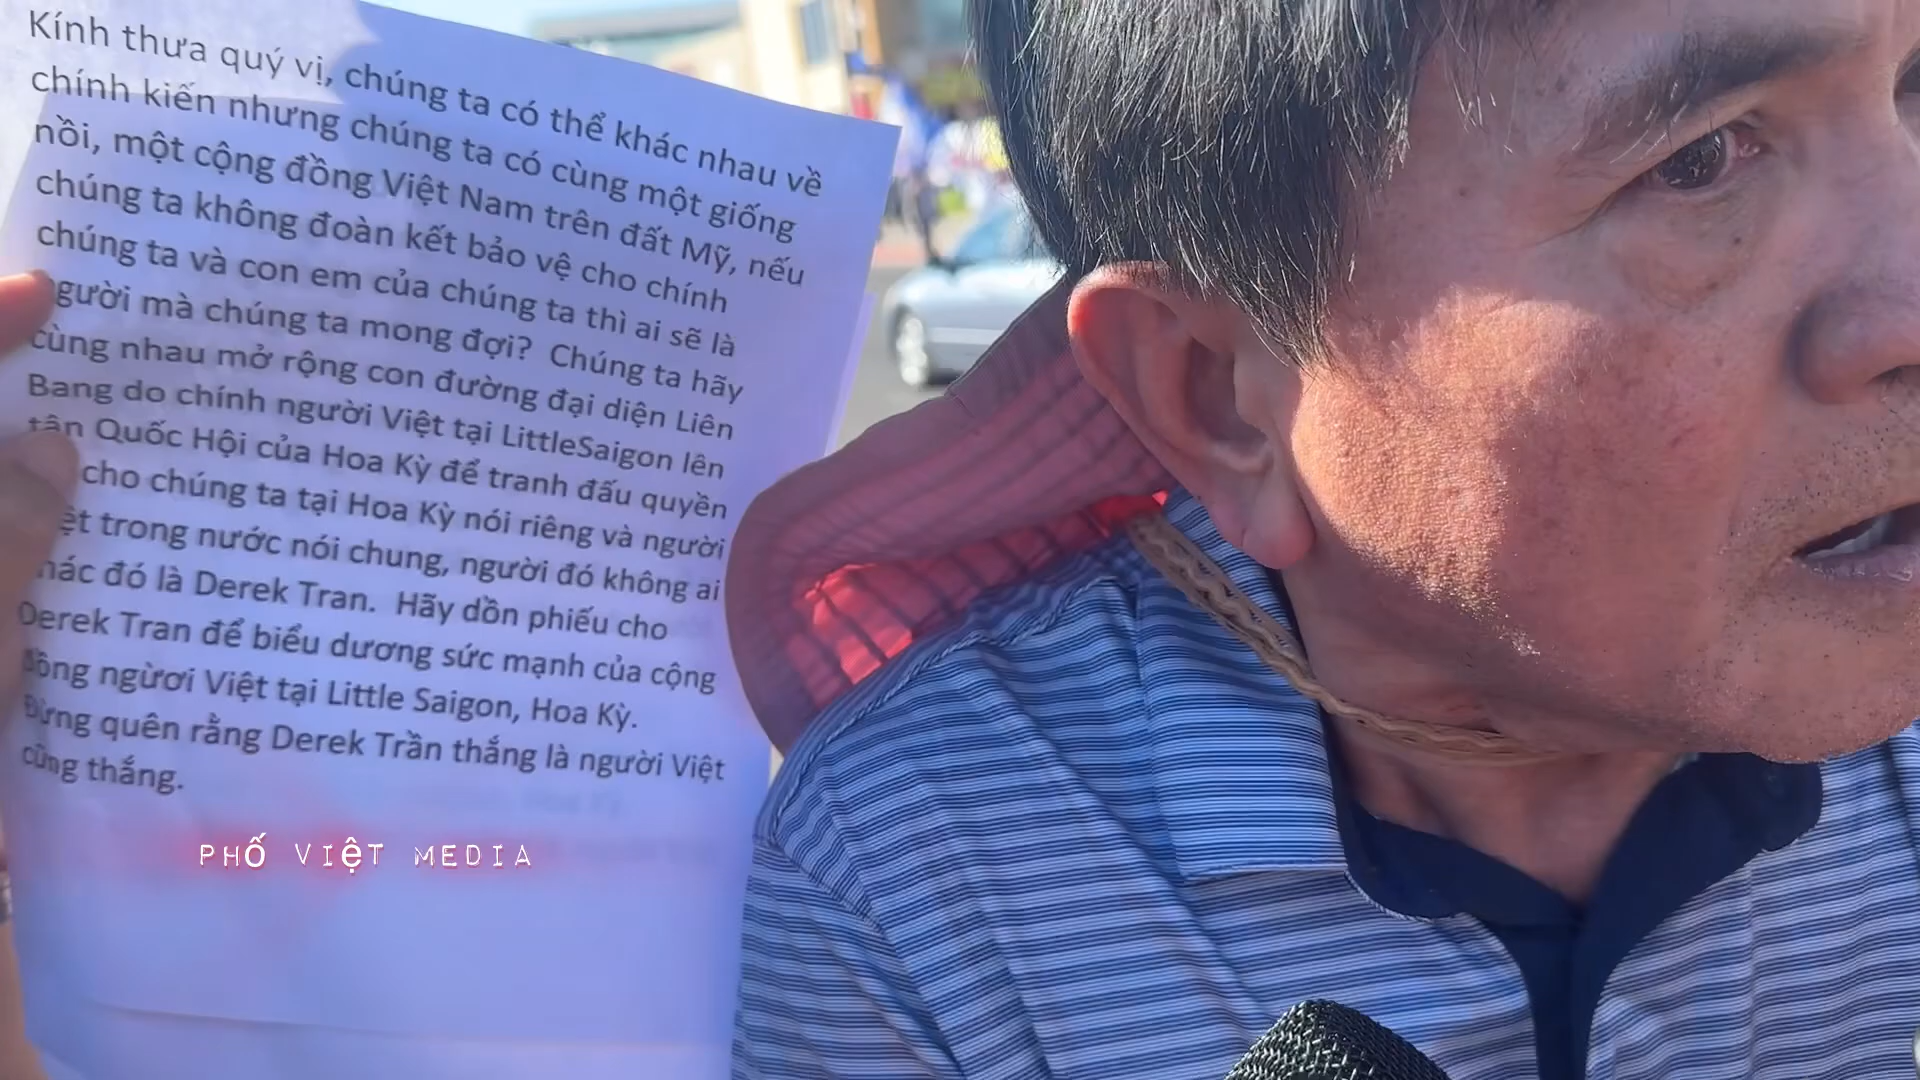 Kính thưa quý vị, chúng ta có thể khác nhau về
chính kiến nhưng chúng ta có cùng một giống
nồi, một cộng đồng Việt Nam trên đất Mỹ, nếu
chúng ta không đoàn kết bảo vệ cho chính
chúng ta và con em của chúng ta thì ai sẽ là
gười mà chúng ta mong đợi? Chúng ta hãy
cùng nhau mở rộng con đường đại diện Liên
Bang do chính người Việt tại LittleSaigon lên
tận Quốc Hội của Hoa Kỳ để tranh đấu quyền
cho chúng ta tại Hoa Kỳ nói riêng và người
ệt trong nước nói chung, người đó không ai
hác đó là Derek Tran. Hãy dồn phiếu cho
Derek Tran để biểu dương sức mạnh của cộng
đồng ngừơi Việt tại Little Saigon, Hoa Kỳ.
Đừng quên rằng Derek Trần thắng là người Việt
cũng thắng.
PHỐ VIỆT MEDIA